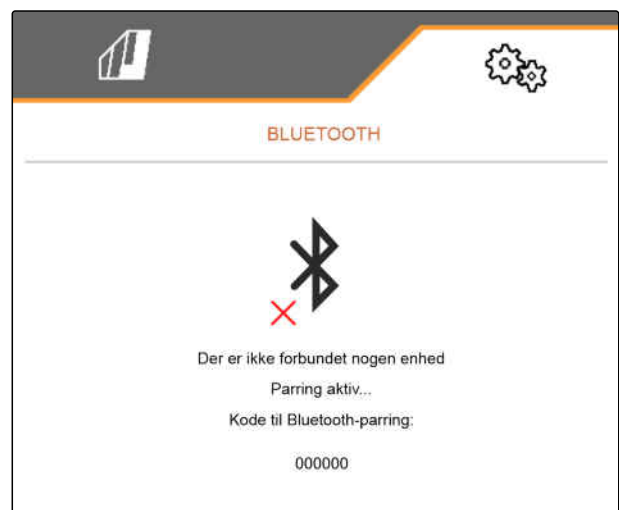 BLUETOOTH
Der er ikke forbundet nogen enhed
Parring aktiv...
Kode til Bluetooth-parring:
000000